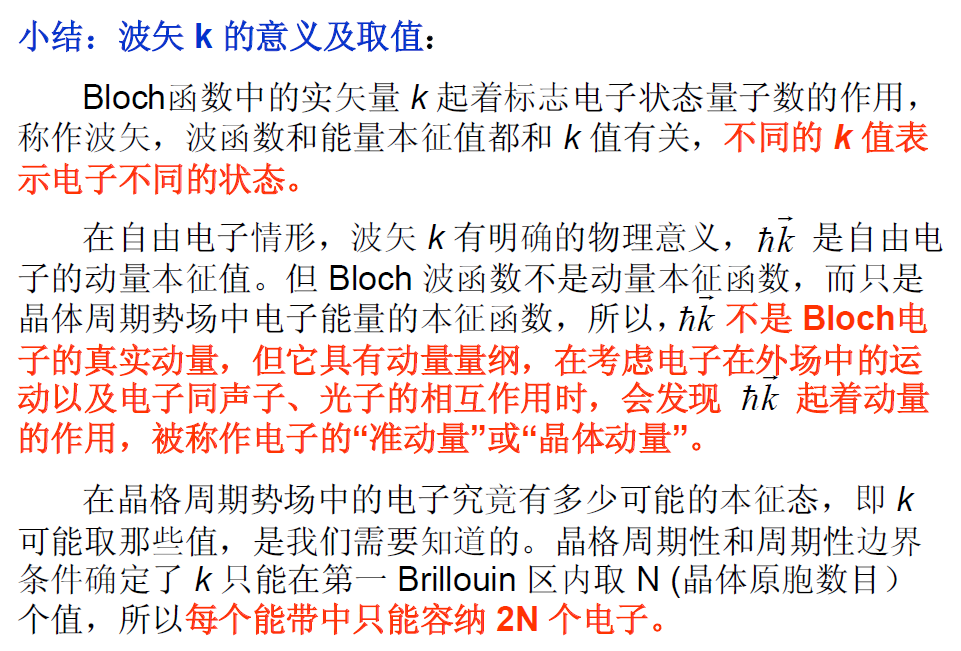 小结：波矢 k 的意义及取值：
Bloch函数中的实矢量 k 起着标志电子状态量子数的作用，
称作波矢，波函数和能量本征值都和 k 值有关，不同的 k 值表
示电子不同的状态。
在自由电子情形，波矢 k 有明确的物理意义，ℏk⃗ 是自由电
子的动量本征值。但 Bloch 波函数不是动量本征函数，而只是
晶体周期势场中电子能量的本征函数，所以，ℏk⃗ 不是 Bloch电
子的真实动量，但它具有动量量纲，在考虑电子在外场中的运
动以及电子同声子、光子的相互作用时，会发现 ℏk⃗ 起着动量
的作用，被称作电子的“准动量”或“晶体动量”。
在晶格周期势场中的电子究竟有多少可能的本征态，即 k
可能取那些值，是我们需要知道的。晶格周期性和周期性边界
条件确定了 k 只能在第一 Brillouin 区内取 N (晶体原胞数目）
个值，所以每个能带中只能容纳 2N 个电子。